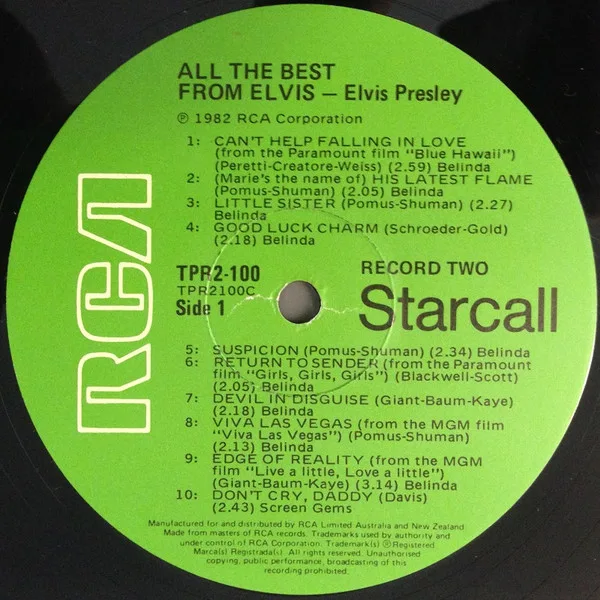 ALL THE BEST
FROM ELVIS – Elvis Presley
℗ 1982 RCA Corporation
1: CAN'T HELP FALLING IN LOVE
(from the Paramount film "Blue Hawaii")
(Peretti-Creatore-Weiss) (2.59) Belinda
2: (Marie's the name of) HIS LATEST FLAME
(Pomus-Shuman) (2.05) Belinda
3: LITTLE SISTER (Pomus-Shuman) (2.27)
Belinda
4: GOOD LUCK CHARM (Schroeder-Gold)
(2.18) Belinda
RCA
TPR2-100
TPR2100C
Side 1
RECORD TWO
Starcall
5: SUSPICION (Pomus-Shuman) (2.34) Belinda
6: RETURN TO SENDER (from the Paramount
film "Girls, Girls, Girls") (Blackwell-Scott)
(2.05) Belinda
7: DEVIL IN DISGUISE (Giant-Baum-Kaye)
(2.18) Belinda
8: VIVA LAS VEGAS (from the MGM film
"Viva Las Vegas") (Pomus-Shuman)
(2.13) Belinda
9: EDGE OF REALITY (from the MGM
film "Live a little, Love a little")
(Giant-Baum-Kaye) (3.14) Belinda
10: DON'T CRY, DADDY (Davis)
(2.43) Screen Gems
Manufactured for and distributed by RCA Limited Australia and New Zealand.
Made from masters of RCA records. Trademarks used by authority and
under control of RCA Corporation. Trademark(s) ®Registered.
Marca(s) Registrada(s). All rights reserved. Unauthorised
copying, public performance, broadcasting of this
recording prohibited.